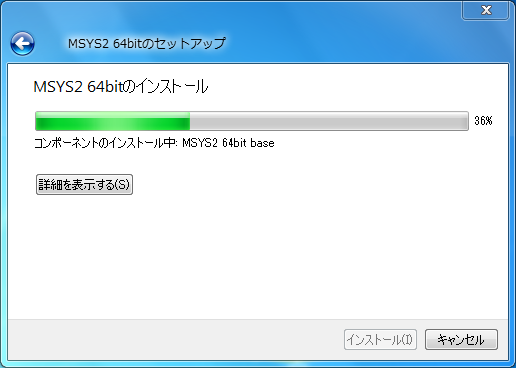 MSYS2 64bitのセットアップ
MSYS2 64bitのインストール
36%
コンポーネントのインストール中: MSYS2 64bit base
詳細を表示する(S)
インストール(I) キャンセル